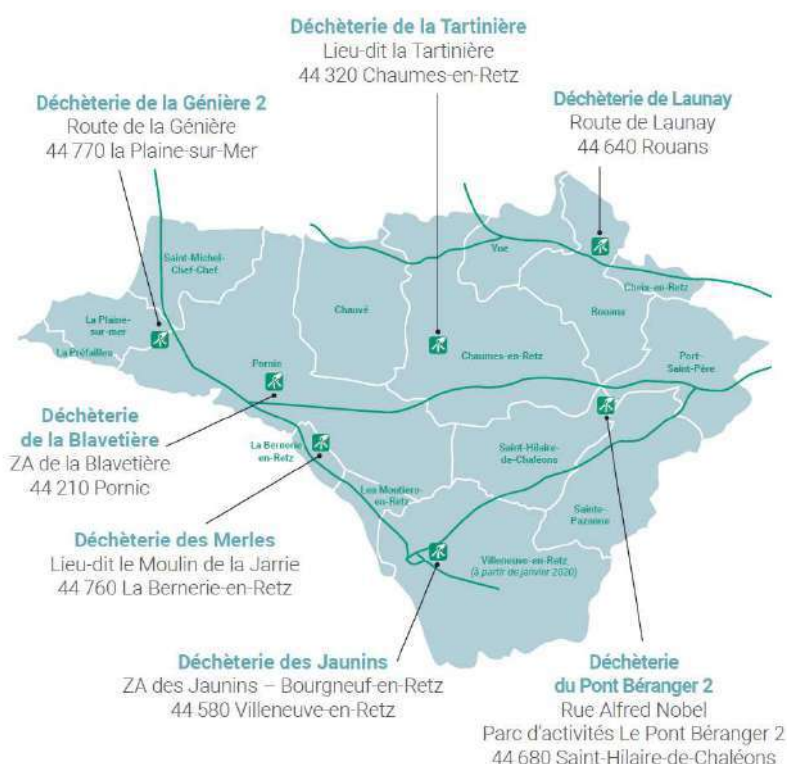 Déchèterie de la Tartinière
Lieu-dit la Tartinière
44 320 Chaumes-en-Retz
Déchèterie de la Génière 2
Route de la Génière
44 770 la Plaine-sur-Mer
Déchèterie de Launay
Route de Launay
44 640 Rouans
Saint-Michel-
Chef-Chef
Vue
Cheix-en-Retz
La Plaine-
sur-mer
Chauvé
Rouans
La Préfailles
Pornic
Chaumes-en-Retz
Port-
Saint-Père
Déchèterie
de la Blavetière
ZA de la Blavetière
44 210 Pornic
La Bernerie
en-Retz
Saint-Hilaire
de-Chaléons
Les Moutiers-
en-Retz
Sainte-
Pazanne
Déchèterie des Merles
Lieu-dit le Moulin de la Jarrie
44 760 La Bernerie-en-Retz
Villeneuve-en-Retz
(à partir de janvier 2020)
Déchèterie des Jaunins
ZA des Jaunins – Bourgneuf-en-Retz
44 580 Villeneuve-en-Retz
Déchèterie
du Pont Béranger 2
Rue Alfred Nobel
Parc d'activités Le Pont Béranger 2
44 680 Saint-Hilaire-de-Chaléons